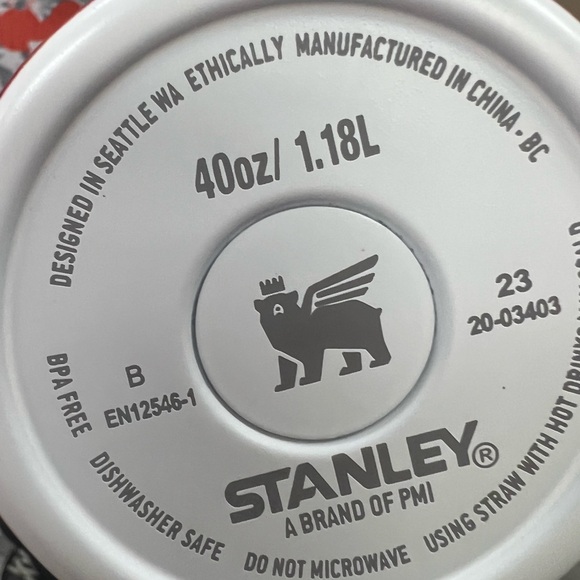 DESIGNED IN SEATTLE WA ETHICALLY MANUFACTURED IN CHINA - BC
40oz/ 1.18L
23
20-03403
B
EN12546-1
STANLEY®
A BRAND OF PMI
BPA FREE DISHWASHER SAFE DO NOT MICROWAVE USING STRAW WITH HOT DRINKS